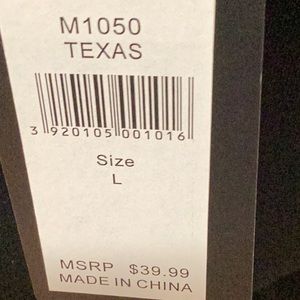 M1050
TEXAS
3 920105 001016
Size
L
MSRP $39.99
MADE IN CHINA